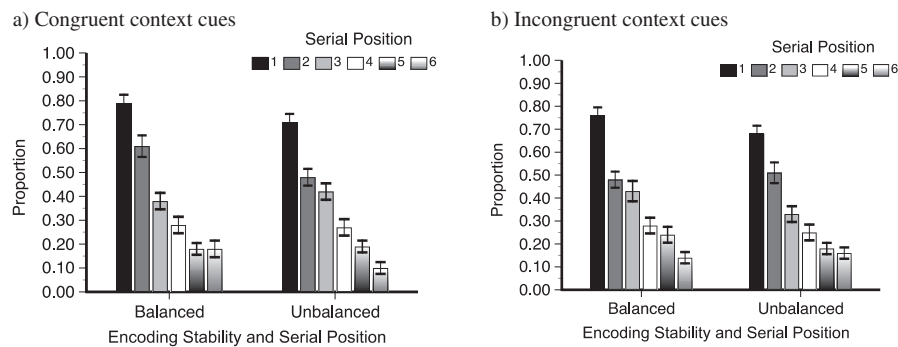 a) Congruent context cues
Serial Position
1 2 3 4 5 6
1.00
0.90
0.80
0.70
0.60
0.50
0.40
0.30
0.20
0.10
0.00
Proportion
Balanced Unbalanced
Encoding Stability and Serial Position
b) Incongruent context cues
Serial Position
1 2 3 4 5 6
1.00
0.90
0.80
0.70
0.60
0.50
0.40
0.30
0.20
0.10
0.00
Proportion
Balanced Unbalanced
Encoding Stability and Serial Position